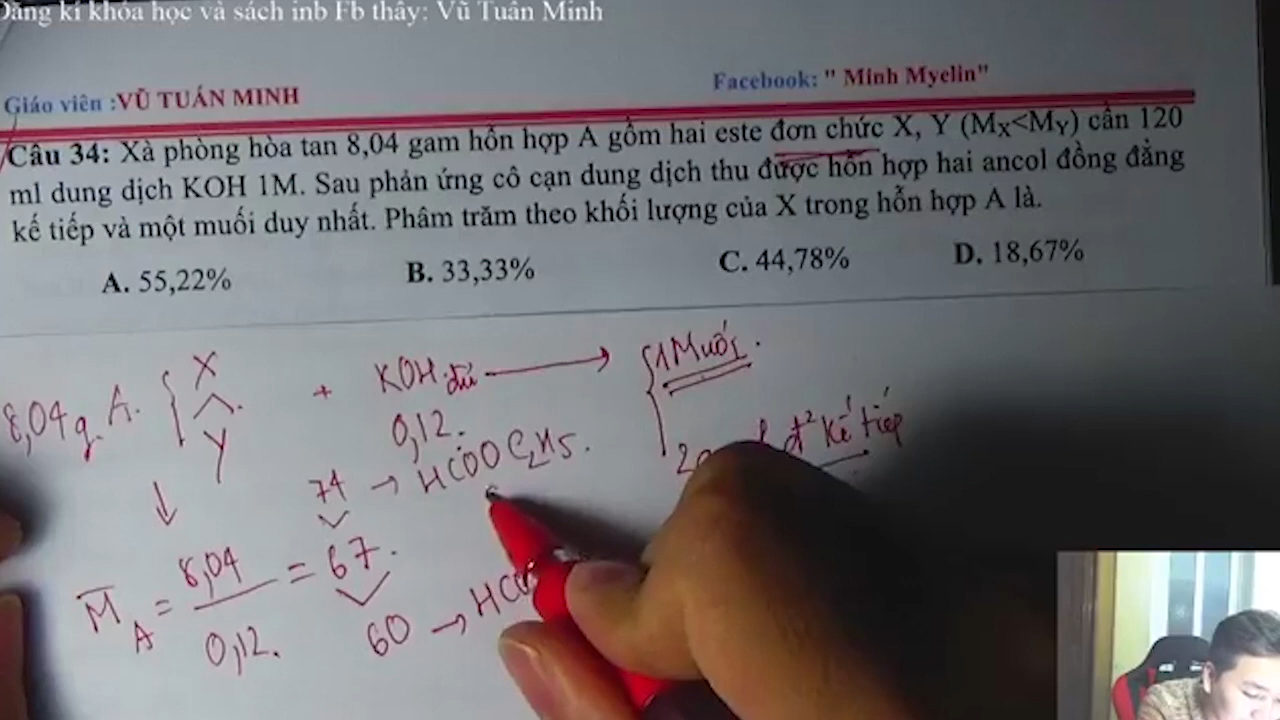 Đăng kí khóa học và sách inb Fb thầy: Vũ Tuấn Minh
Giáo viên :VŨ TUẤN MINH
Facebook: " Minh Myelin"
Câu 34: Xà phòng hòa tan 8,04 gam hỗn hợp A gồm hai este đơn chức X, Y (MX<MY) cần 120
ml dung dịch KOH 1M. Sau phản ứng cô cạn dung dịch thu được hỗn hợp hai ancol đồng đẳng
kế tiếp và một muối duy nhất. Phầm trăm theo khối lượng của X trong hỗn hợp A là.
A. 55,22% B. 33,33% C. 44,78% D. 18,67%
8,04 g A. { X Y + KOH đủ → { 1 Muối.
0,12.
đ² kế tiếp
74 → HCOOC2H5.
M̅A = 8,04 / 0,12. = 67.
60 → HCO